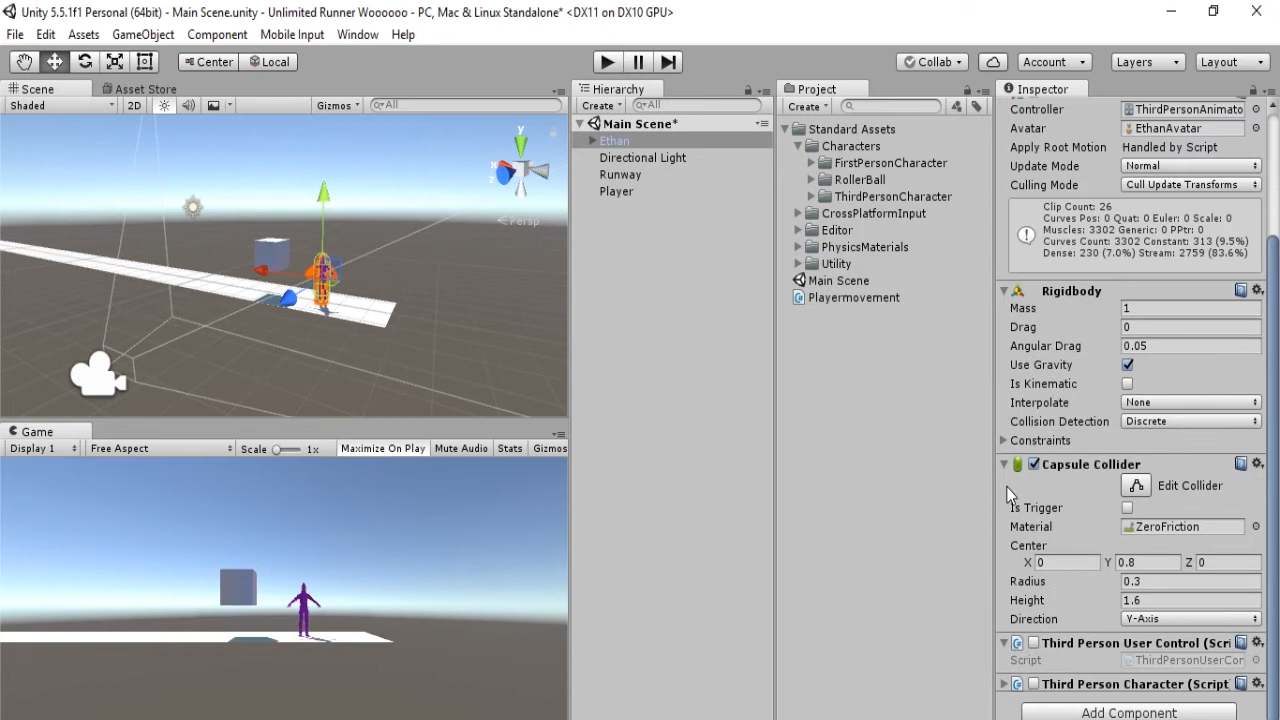 Unity 5.5.1f1 Personal (64bit) - Main Scene.unity - Unlimited Runner Woooooo - PC, Mac & Linux Standalone* <DX11 on DX10 GPU>
File Edit Assets GameObject Component Mobile Input Window Help
Center Local Collab Account Layers Layout
Scene Asset Store
Shaded 2D Gizmos All
y
x
z
Persp
Game
Display 1 Free Aspect Scale 1x Maximize On Play Mute Audio Stats Gizmos
Hierarchy
Create All
Main Scene*
Ethan
Directional Light
Runway
Player
Project
Create
Standard Assets
Characters
FirstPersonCharacter
RollerBall
ThirdPersonCharacter
CrossPlatformInput
Editor
PhysicsMaterials
Utility
Main Scene
Playermovement
Inspector
Controller ThirdPersonAnimato
Avatar EthanAvatar
Apply Root Motion Handled by Script
Update Mode Normal
Culling Mode Cull Update Transforms
Clip Count: 26
Curves Pos: 0 Quat: 0 Euler: 0 Scale: 0
Muscles: 3302 Generic: 0 PPtr: 0
Curves Count: 3302 Constant: 313 (9.5%)
Dense: 230 (7.0%) Stream: 2759 (83.6%)
Rigidbody
Mass 1
Drag 0
Angular Drag 0.05
Use Gravity
Is Kinematic
Interpolate None
Collision Detection Discrete
Constraints
Capsule Collider
Edit Collider
Is Trigger
Material ZeroFriction
Center
X 0 Y 0.8 Z 0
Radius 0.3
Height 1.6
Direction Y-Axis
Third Person User Control (Scri
Script ThirdPersonUserCor
Third Person Character (Script
Add Component